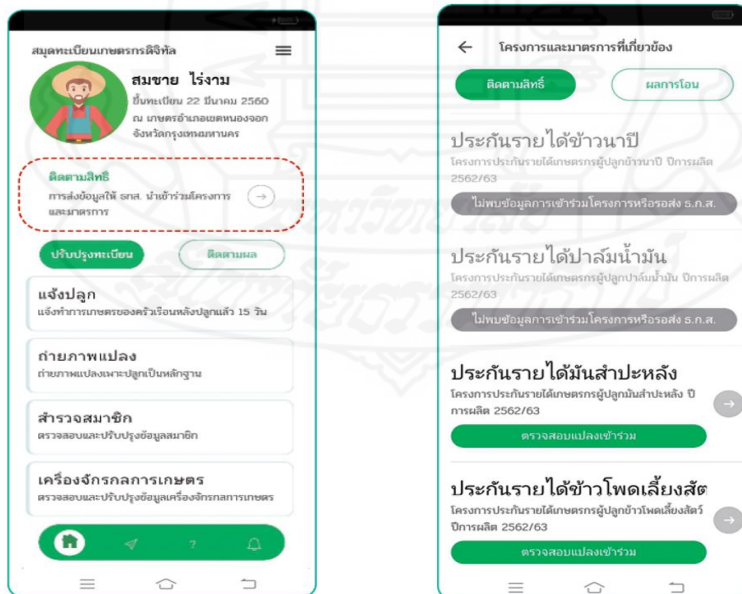 สมุดทะเบียนเกษตรกรดิจิทัล
สมชาย ไร่งาม
ขึ้นทะเบียน 22 มีนาคม 2560
ณ เกษตรอำเภอเขตหนองจอก
จังหวัดกรุงเทพมหานคร
ติดตามสิทธิ์
การส่งข้อมูลให้ ธกส. นำเข้าร่วมโครงการ
และมาตรการ
ปรับปรุงทะเบียน
ติดตามผล
แจ้งปลูก
แจ้งทำการเกษตรของครัวเรือนหลังปลูกแล้ว 15 วัน
ถ่ายภาพแปลง
ถ่ายภาพแปลงเพาะปลูกเป็นหลักฐาน
สำรวจสมาชิก
ตรวจสอบและปรับปรุงข้อมูลสมาชิก
เครื่องจักรกลการเกษตร
ตรวจสอบและปรับปรุงข้อมูลเครื่องจักรกลการเกษตร
โครงการและมาตรการที่เกี่ยวข้อง
ติดตามสิทธิ์
ผลการโอน
ประกันรายได้ข้าวนาปี
โครงการประกันรายได้เกษตรกรผู้ปลูกข้าวนาปี ปีการผลิต
2562/63
ไม่พบข้อมูลการเข้าร่วมโครงการหรือรอส่ง ธ.ก.ส.
ประกันรายได้ปาล์มน้ำมัน
โครงการประกันรายได้เกษตรกรผู้ปลูกปาล์มน้ำมัน ปีการผลิต
2562/63
ไม่พบข้อมูลการเข้าร่วมโครงการหรือรอส่ง ธ.ก.ส.
ประกันรายได้มันสำปะหลัง
โครงการประกันรายได้เกษตรกรผู้ปลูกมันสำปะหลัง ปี
การผลิต 2562/63
ตรวจสอบแปลงเข้าร่วม
ประกันรายได้ข้าวโพดเลี้ยงสัต
โครงการประกันรายได้เกษตรกรผู้ปลูกข้าวโพดเลี้ยงสัตว์
ปีการผลิต 2562/63
ตรวจสอบแปลงเข้าร่วม